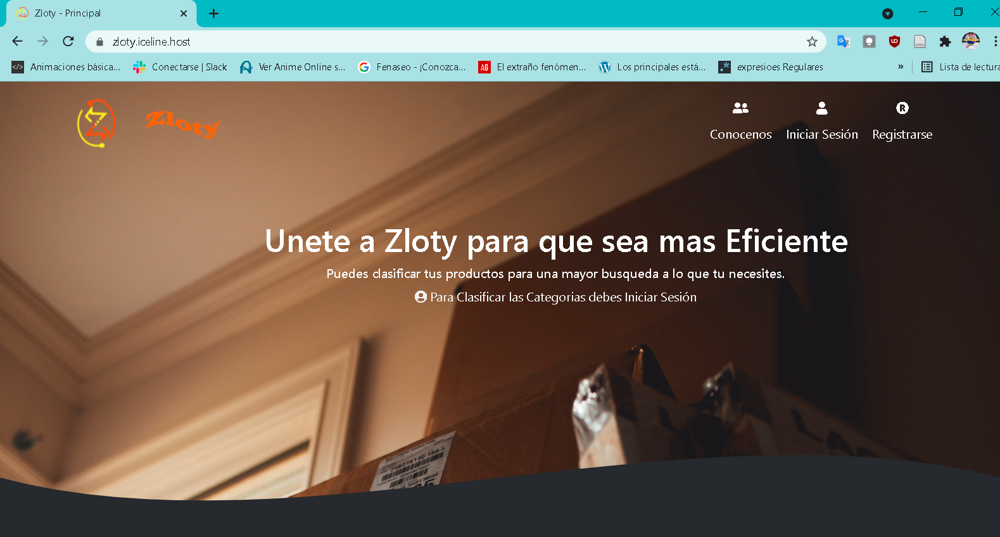 Zloty - Principal
zloty.iceline.host
Animaciones básica... Conectarse | Slack Ver Anime Online s... Fenaseo - ¡Conozca... El extraño fenómen... Los principales está... expresioes Regulares » Lista de lectura
Zloty
Conocenos Iniciar Sesión Registrarse
Unete a Zloty para que sea mas Eficiente
Puedes clasificar tus productos para una mayor busqueda a lo que tu necesites.
Para Clasificar las Categorias debes Iniciar Sesión